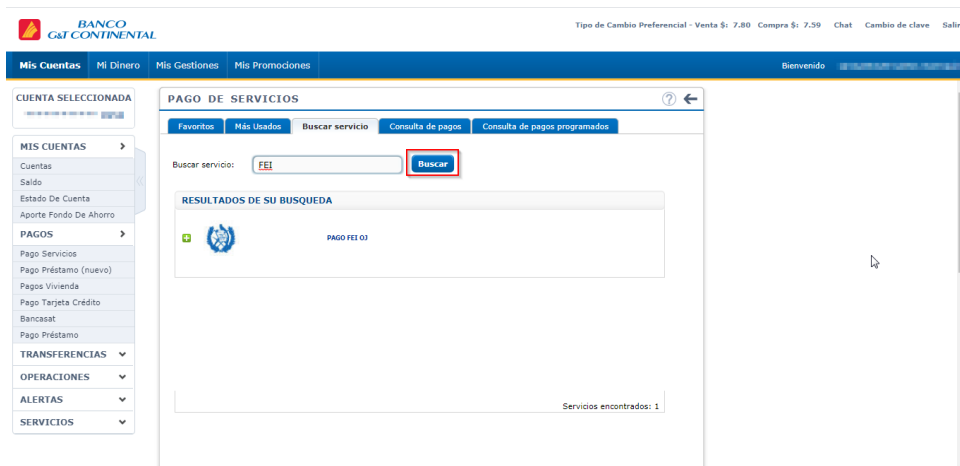 BANCO
G&T CONTINENTAL
Tipo de Cambio Preferencial - Venta $: 7.80 Compra $: 7.59 Chat Cambio de clave Salir
Mis Cuentas Mi Dinero Mis Gestiones Mis Promociones Bienvenido
CUENTA SELECCIONADA
MIS CUENTAS
Cuentas
Saldo
Estado De Cuenta
Aporte Fondo De Ahorro
PAGOS
Pago Servicios
Pago Préstamo (nuevo)
Pagos Vivienda
Pago Tarjeta Crédito
Bancasat
Pago Préstamo
TRANSFERENCIAS
OPERACIONES
ALERTAS
SERVICIOS
PAGO DE SERVICIOS
Favoritos Más Usados Buscar servicio Consulta de pagos Consulta de pagos programados
Buscar servicio: FEI Buscar
RESULTADOS DE SU BUSQUEDA
PAGO FEI OJ
Servicios encontrados: 1